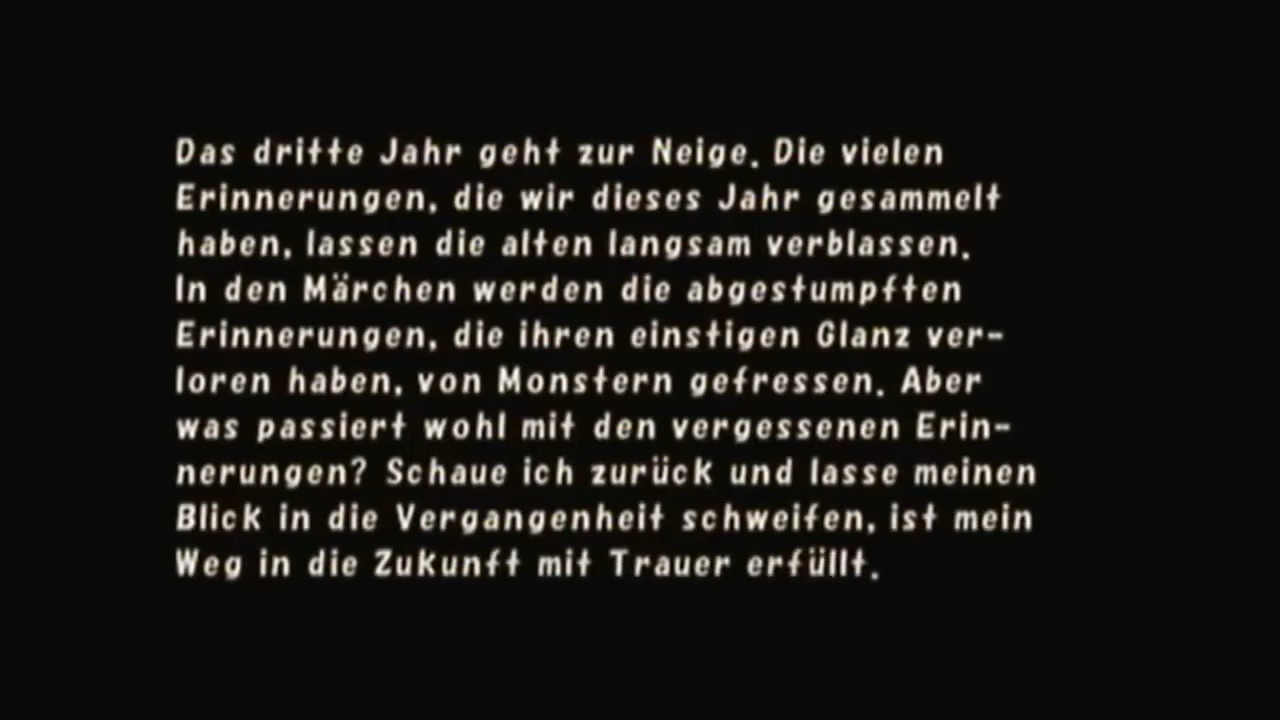 Das dritte Jahr geht zur Neige. Die vielen
Erinnerungen, die wir dieses Jahr gesammelt
haben, lassen die alten langsam verblassen.
In den Märchen werden die abgestumpften
Erinnerungen, die ihren einstigen Glanz ver-
loren haben, von Monstern gefressen. Aber
was passiert wohl mit den vergessenen Erin-
nerungen? Schaue ich zurück und lasse meinen
Blick in die Vergangenheit schweifen, ist mein
Weg in die Zukunft mit Trauer erfüllt.